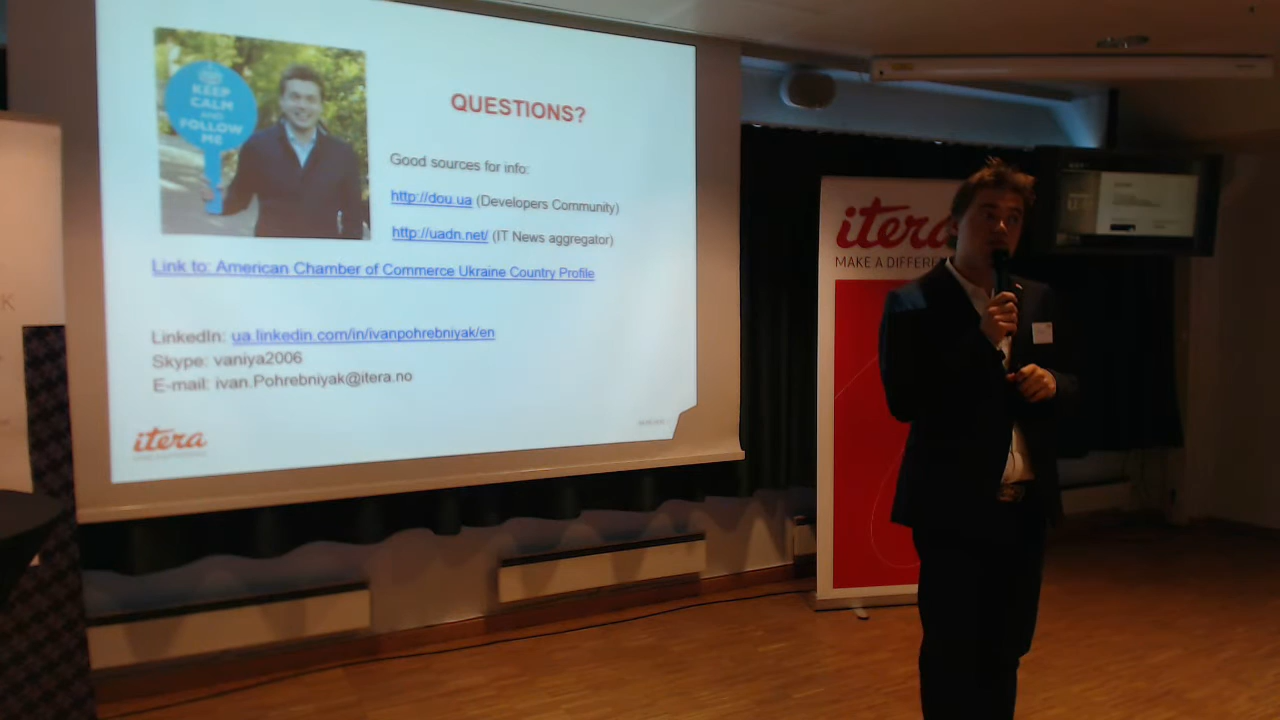 KEEP
CALM
AND
FOLLOW
ME
QUESTIONS?
Good sources for info:
http://dou.ua (Developers Community)
http://uadn.net/ (IT News aggregator)
Link to: American Chamber of Commerce Ukraine Country Profile
LinkedIn: ua.linkedin.com/in/ivanpohrebniyak/en
Skype: vaniya2006
E-mail: ivan.Pohrebniyak@itera.no
itera
itera
MAKE A DIFFERE
K